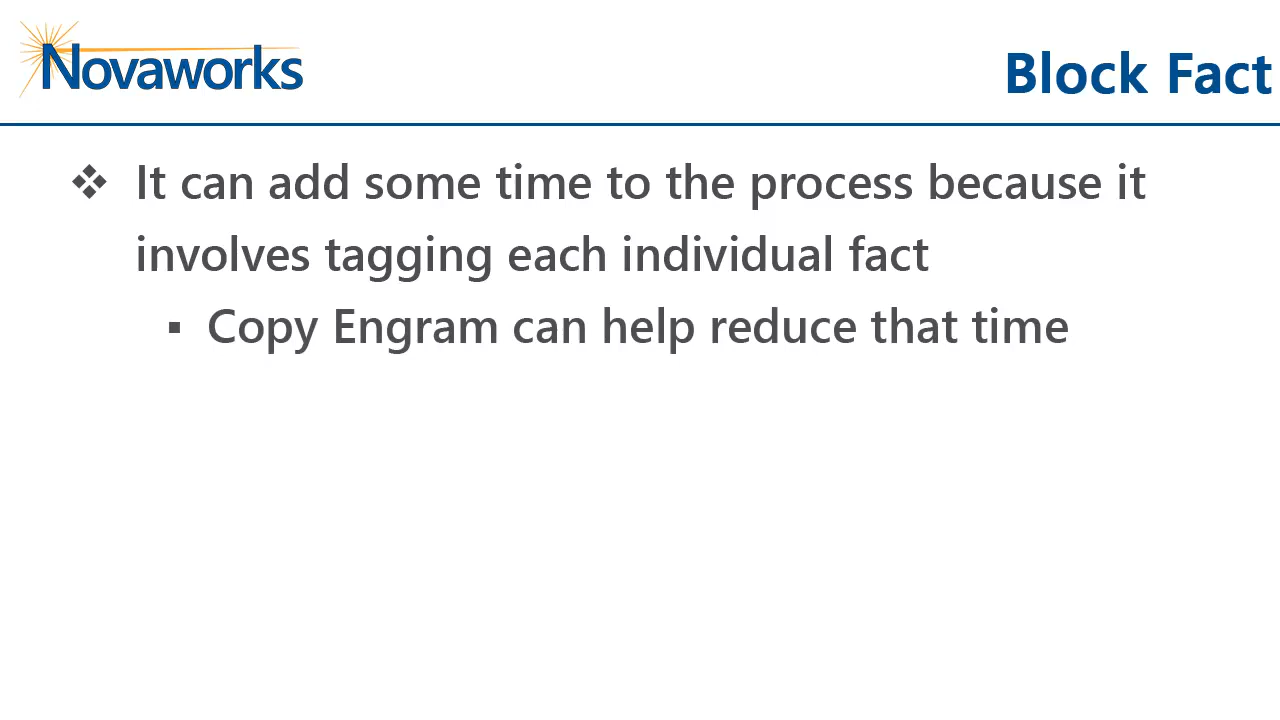 Novaworks
Block Fact
❖ It can add some time to the process because it
involves tagging each individual fact
▪ Copy Engram can help reduce that time